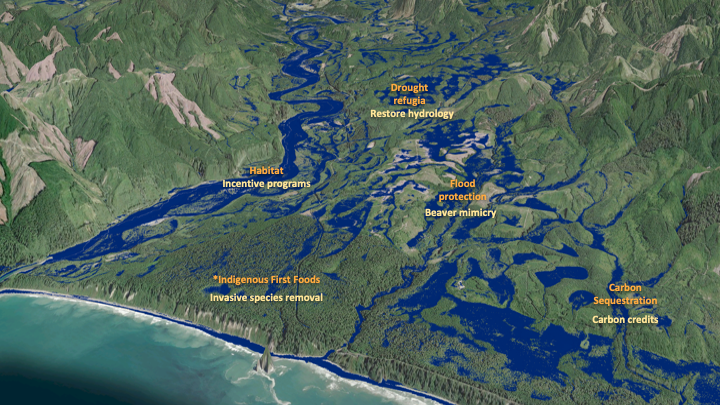 Drought
refugia
Restore hydrology
Habitat
Incentive programs
Flood
protection
Beaver mimicry
*Indigenous First Foods
Invasive species removal
Carbon
Sequestration
Carbon credits